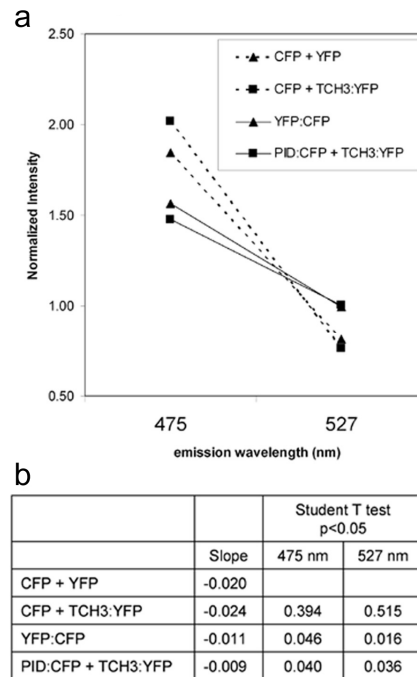 a
2.50
2.00
1.50
1.00
0.50
Normalized Intensity
CFP + YFP
CFP + TCH3:YFP
YFP:CFP
PID:CFP + TCH3:YFP
475 527
emission wavelength (nm)
b
Student T test
p<0.05
Slope 475 nm 527 nm
CFP + YFP -0.020
CFP + TCH3:YFP -0.024 0.394 0.515
YFP:CFP -0.011 0.046 0.016
PID:CFP + TCH3:YFP -0.009 0.040 0.036